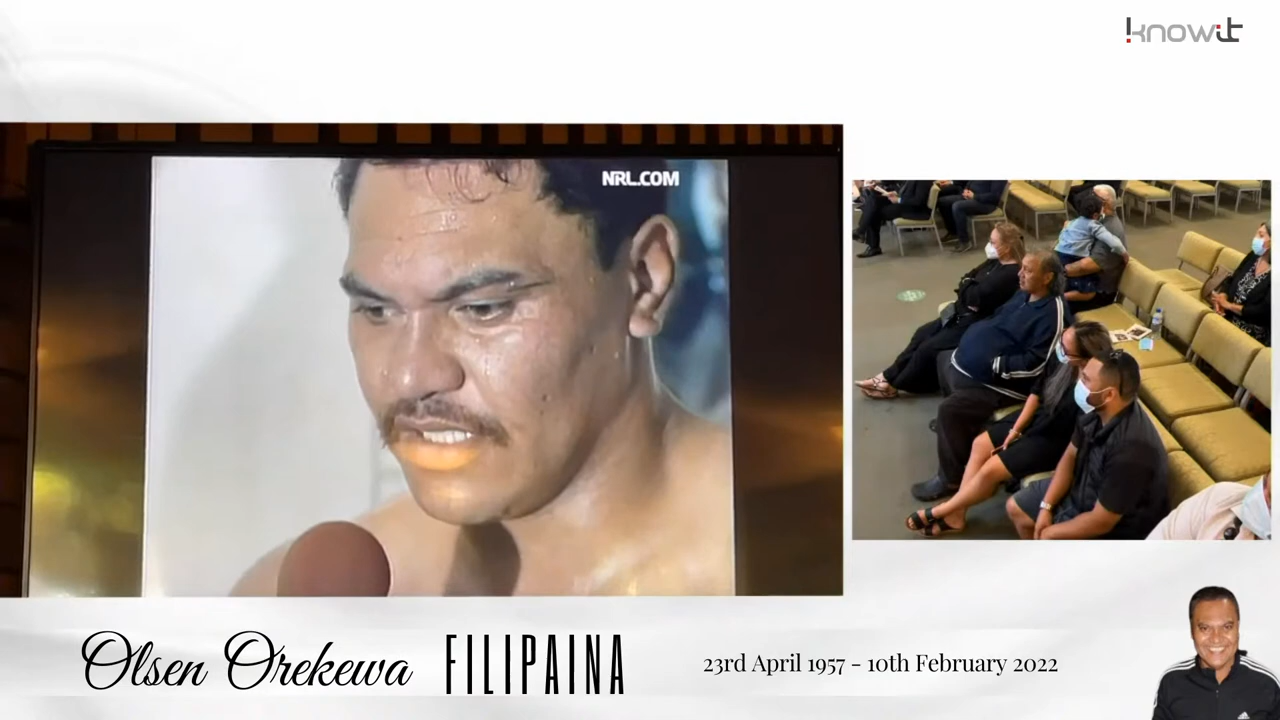 !knowit
NRL.COM
Olsen Orekewa FILIPAINA
23rd April 1957 - 10th February 2022